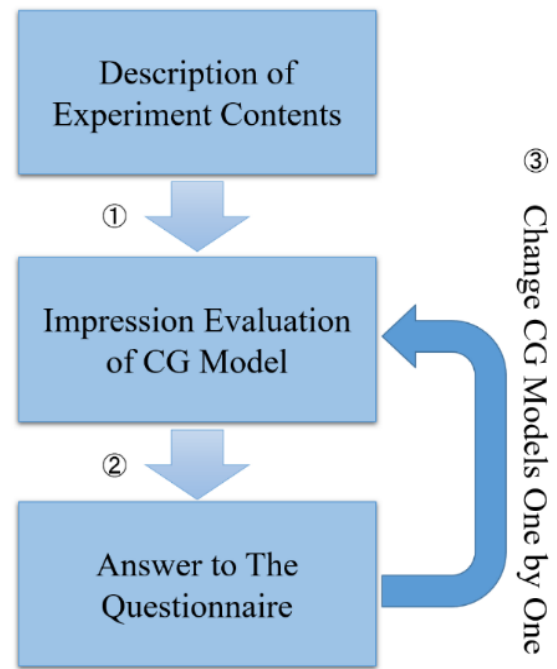 Description of
Experiment Contents
①
Impression Evaluation
of CG Model
②
Answer to The
Questionnaire
③ Change CG Models One by One